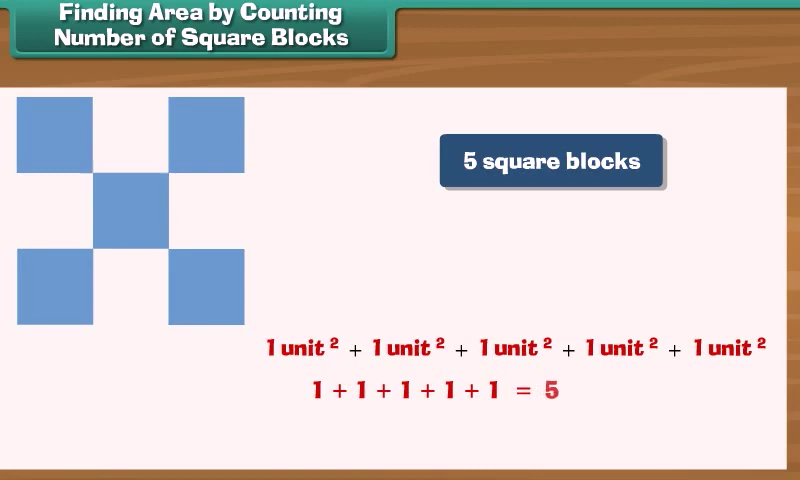 Finding Area by Counting
Number of Square Blocks
5 square blocks
1 unit ² + 1 unit ² + 1 unit ² + 1 unit ² + 1 unit ²
1 + 1 + 1 + 1 + 1 = 5